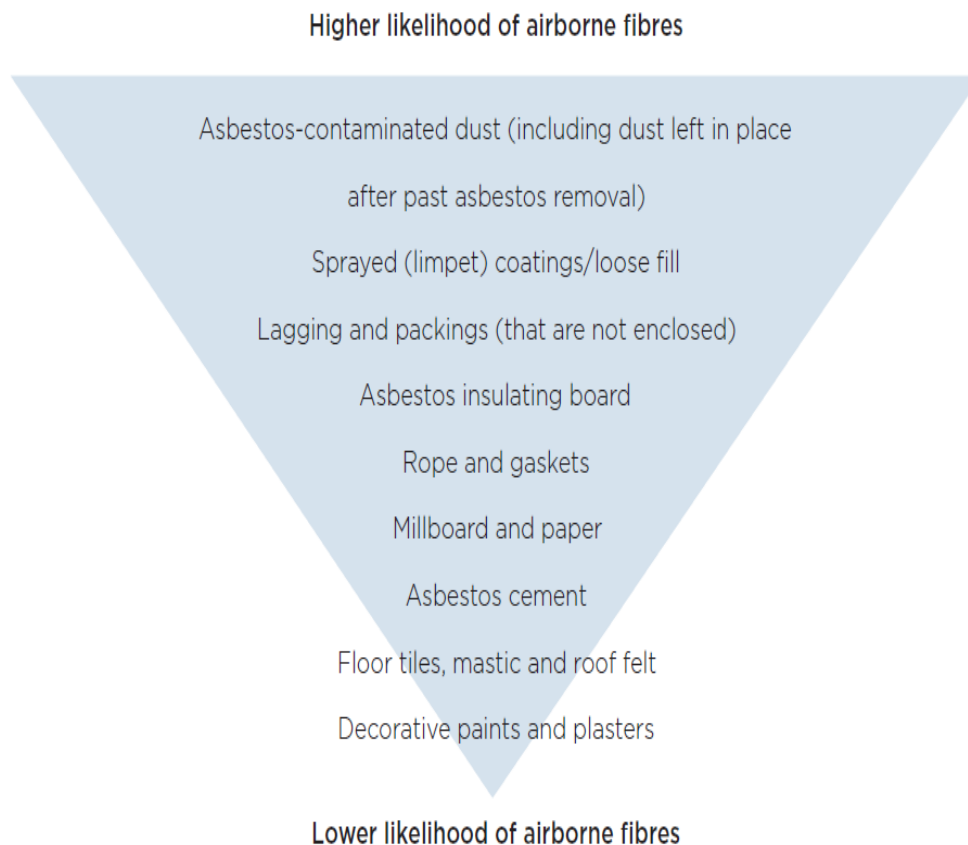 Higher likelihood of airborne fibres
Asbestos-contaminated dust (including dust left in place
after past asbestos removal)
Sprayed (limpet) coatings/loose fill
Lagging and packings (that are not enclosed)
Asbestos insulating board
Rope and gaskets
Millboard and paper
Asbestos cement
Floor tiles, mastic and roof felt
Decorative paints and plasters
Lower likelihood of airborne fibres